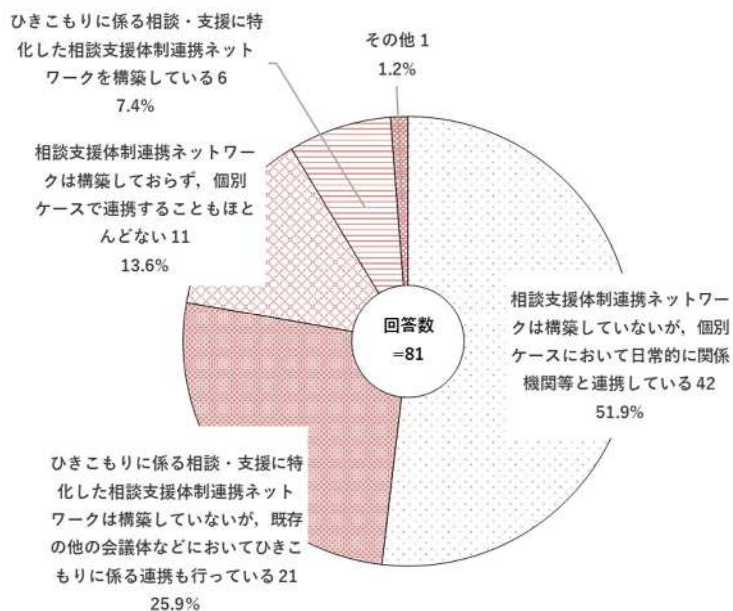 ひきこもりに係る相談・支援に特
化した相談支援体制連携ネット
ワークを構築している 6
7.4%
その他 1
1.2%
相談支援体制連携ネットワー
クは構築しておらず，個別
ケースで連携することもほと
んどない 11
13.6%
回答数
=81
相談支援体制連携ネットワー
クは構築していないが，個別
ケースにおいて日常的に関係
機関等と連携している 42
51.9%
ひきこもりに係る相談・支援に特
化した相談支援体制連携ネット
ワークは構築していないが，既存
の他の会議体などにおいてひきこ
もりに係る連携も行っている 21
25.9%